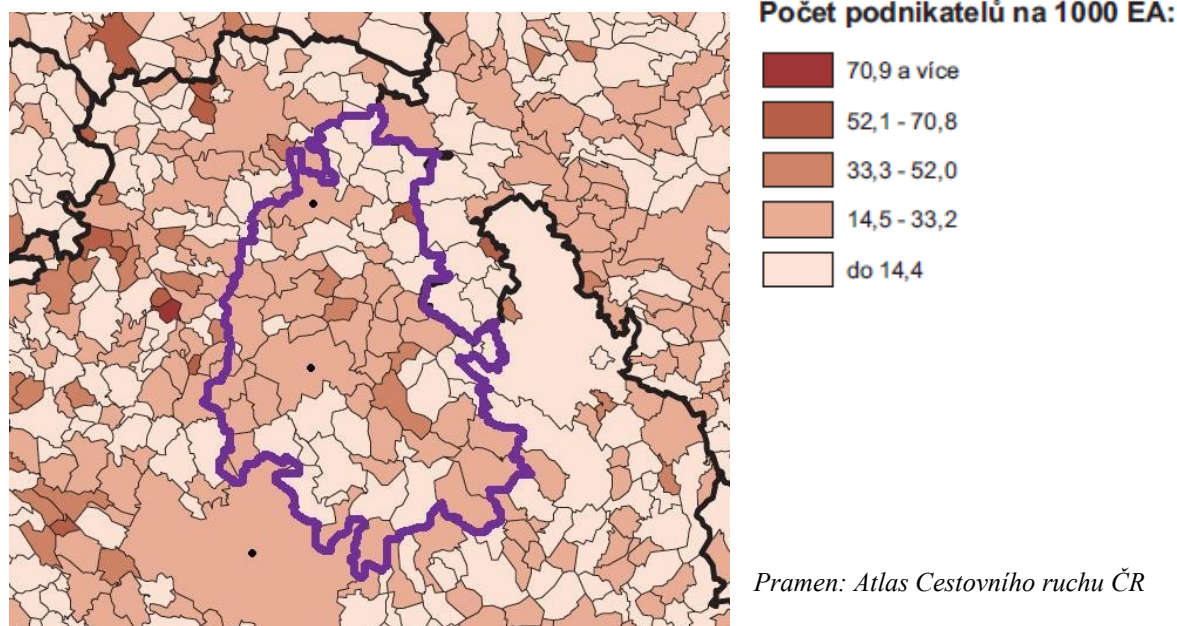 Počet podnikatelů na 1000 EA:
70,9 a více
52,1 - 70,8
33,3 - 52,0
14,5 - 33,2
do 14,4
Pramen: Atlas Cestovního ruchu ČR